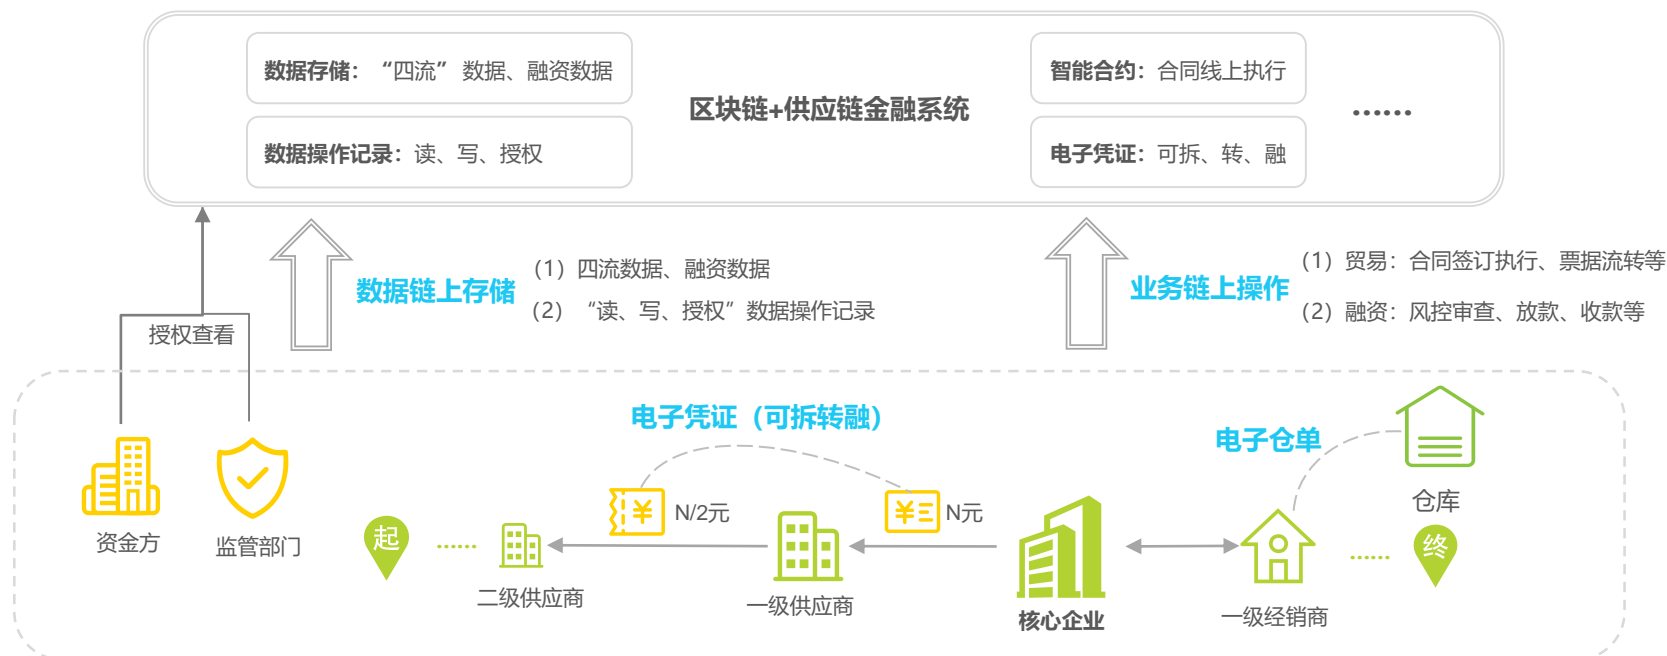 数据存储：“四流”数据、融资数据
智能合约：合同线上执行
区块链+供应链金融系统
......
数据操作记录：读、写、授权
电子凭证：可拆、转、融
数据链上存储
（1）四流数据、融资数据
（2）“读、写、授权”数据操作记录
业务链上操作
（1）贸易：合同签订执行、票据流转等
（2）融资：风控审查、放款、收款等
授权查看
电子凭证（可拆转融）
电子仓单
仓库
¥
N/2元
¥
N元
资金方
监管部门
起
......
二级供应商
一级供应商
核心企业
一级经销商
......
终